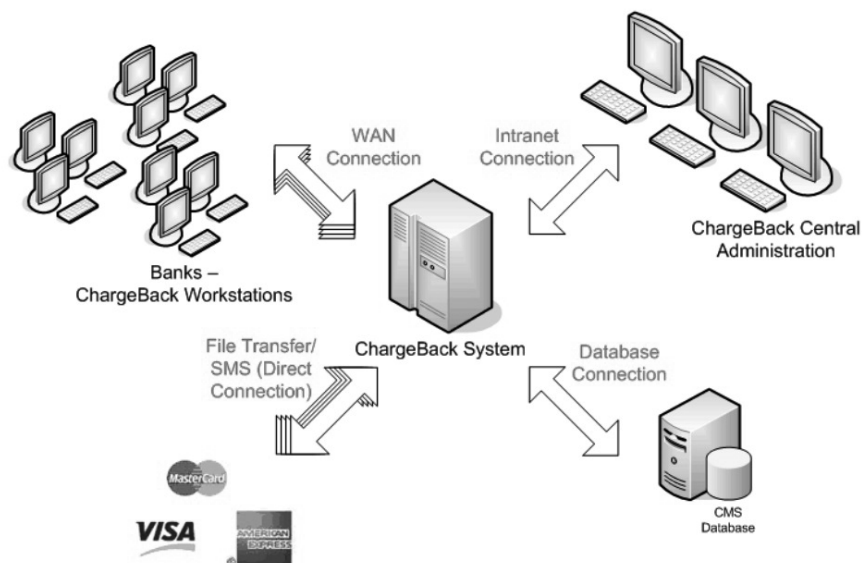 WAN
Connection
Intranet
Connection
ChargeBack Central
Administration
Banks –
ChargeBack Workstations
ChargeBack System
File Transfer/
SMS (Direct
Connection)
Database
Connection
MasterCard
VISA
AMERICAN
EXPRESS
®
CMS
Database